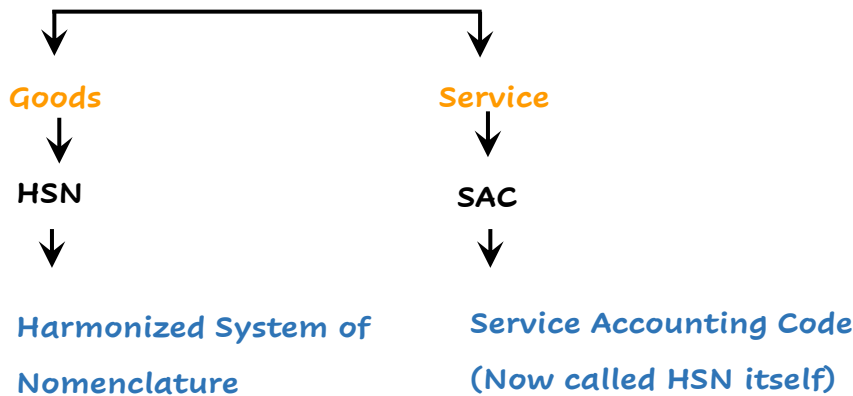 Goods
Service
HSN
SAC
Harmonized System of
Nomenclature
Service Accounting Code
(Now called HSN itself)